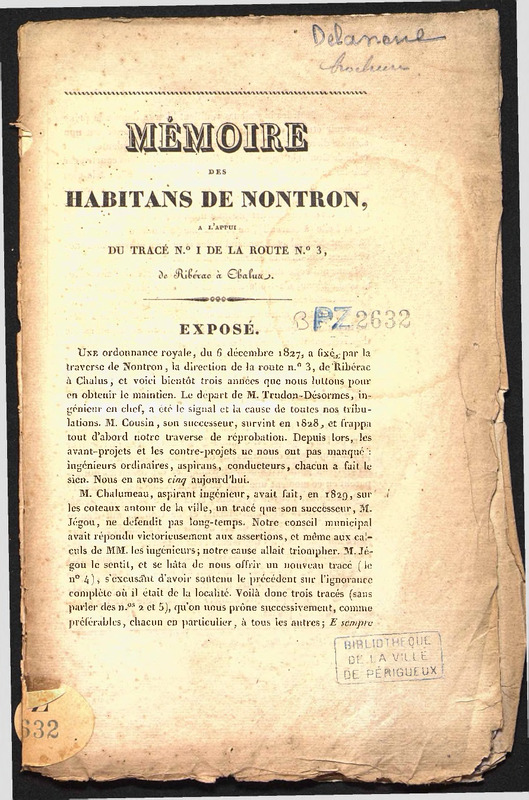 Delanoue
brochure
MÉMOIRE
DES
HABITANS DE NONTRON,
A L'APPUI
DU TRACÉ N.º I DE LA ROUTE N.º 3,
de Ribérac à Chalus.
EXPOSÉ.
B PZ 2632
UNE ordonnance royale, du 6 décembre 1827, a fixé, par la
traverse de Nontron, la direction de la route n.º 3, de Ribérac
à Chalus, et voici bientôt trois années que nous luttons pour
en obtenir le maintien. Le départ de M. Trudon-Désormes, in-
génieur en chef, a été le signal et la cause de toutes nos tribu-
lations. M. Cousin, son successeur, survint en 1828, et frappa
tout d'abord notre traverse de réprobation. Depuis lors, les
avant-projets et les contre-projets ne nous ont pas manqué :
ingénieurs ordinaires, aspirans, conducteurs, chacun a fait le
sien. Nous en avons cinq aujourd'hui.
M. Chalumeau, aspirant ingénieur, avait fait, en 1829, sur
les coteaux autour de la ville, un tracé que son successeur, M.
Jégou, ne defendit pas long-temps. Notre conseil municipal
avait répondu victorieusement aux assertions, et même aux cal-
culs de MM. les ingénieurs; notre cause allait triompher. M. Jé-
gou le sentit, et se hâta de nous offrir un nouveau tracé (le
nº 4), s'excusant d'avoir soutenu le précédent sur l'ignorance
complète où il était de la localité. Voilà donc trois tracés (sans
parler des n.os 2 et 5), qu'on nous prône successivement, comme
préférables, chacun en particulier, à tous les autres; E sempre
BIBLIOTHEQUE
DE LA VILLE
DE PÉRIGUEUX
632